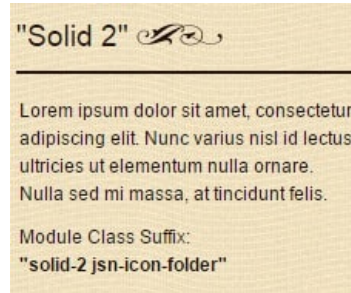 "Solid 2"
Lorem ipsum dolor sit amet, consectetur
adipiscing elit. Nunc varius nisl id lectus
ultricies ut elementum nulla ornare.
Nulla sed mi massa, at tincidunt felis.
Module Class Suffix:
"solid-2 jsn-icon-folder"